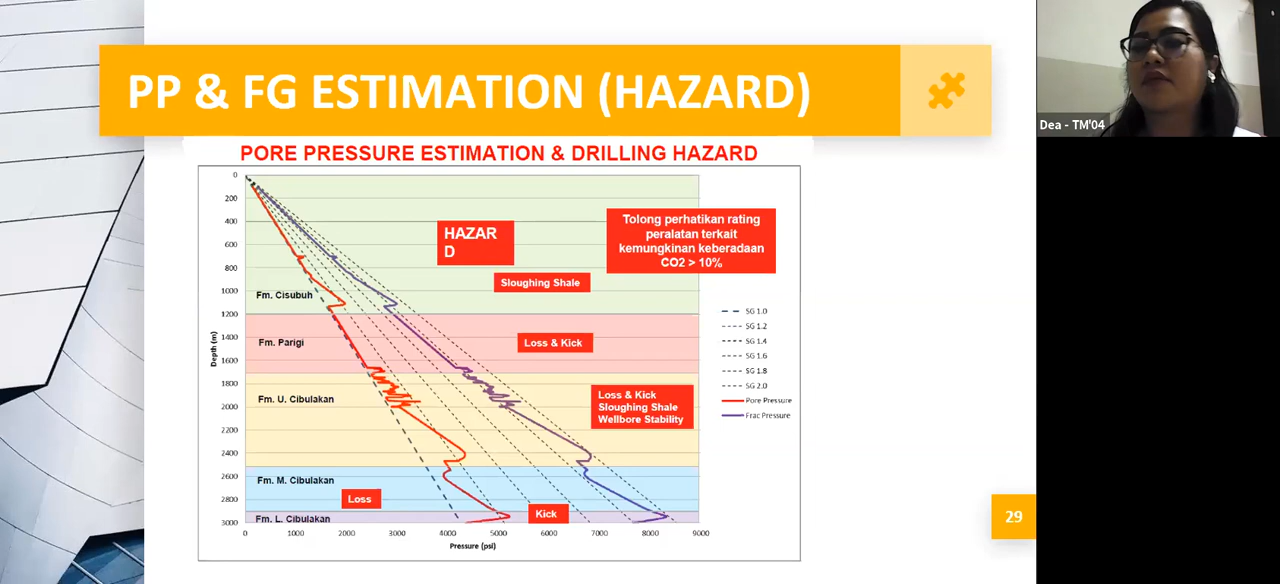 PP & FG ESTIMATION (HAZARD)
Dea - TM'04
PORE PRESSURE ESTIMATION & DRILLING HAZARD
0
200
400
600
800
1000
1200
1400
1600
1800
2000
2200
2400
2600
2800
3000
Depth (m)
HAZAR
D
Tolong perhatikan rating
peralatan terkait
kemungkinan keberadaan
CO2 > 10%
Sloughing Shale
Fm. Cisubuh
Fm. Parigi
Loss & Kick
Fm. U. Cibulakan
Loss & Kick
Sloughing Shale
Wellbore Stability
Fm. M. Cibulakan
Loss
Kick
Fm. L. Cibulakan
SG 1.0
SG 1.2
SG 1.4
SG 1.6
SG 1.8
SG 2.0
Pore Pressure
Frac Pressure
0 1000 2000 3000 4000 5000 6000 7000 8000 9000
Pressure (psi)
29